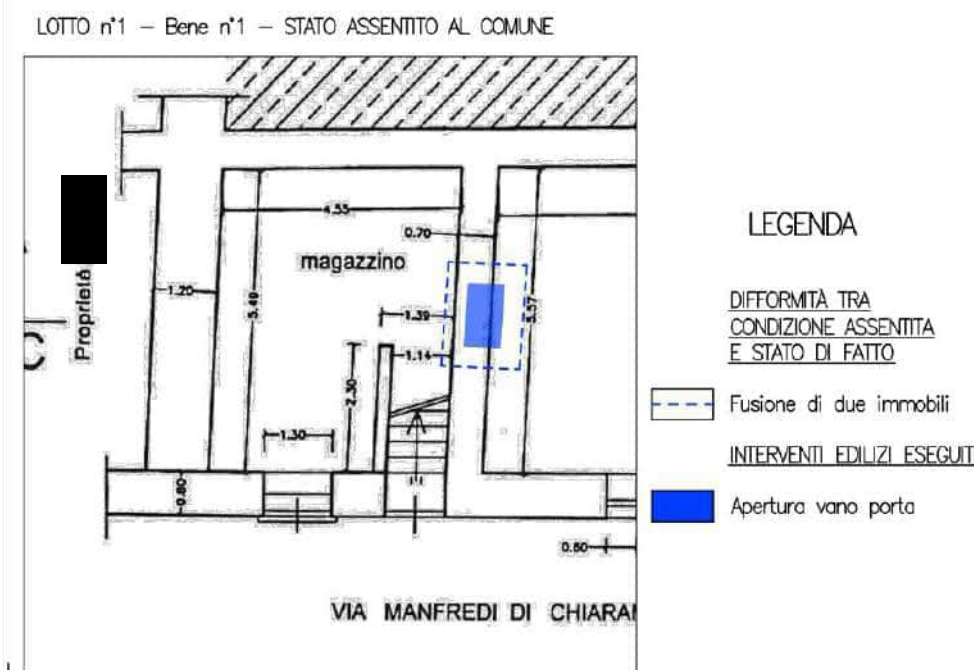 LOTTO n°1 – Bene n°1 – STATO ASSENTITO AL COMUNE
4.55
0.70
magazzino
1.20
5.49
1.39
5.57
Proprietà
1.14
2.30
1.30
0.80
0.50
VIA MANFREDI DI CHIARA
LEGENDA
DIFFORMITÀ TRA
CONDIZIONE ASSENTITA
E STATO DI FATTO
Fusione di due immobili
INTERVENTI EDILIZI ESEGUIT
Apertura vano porta